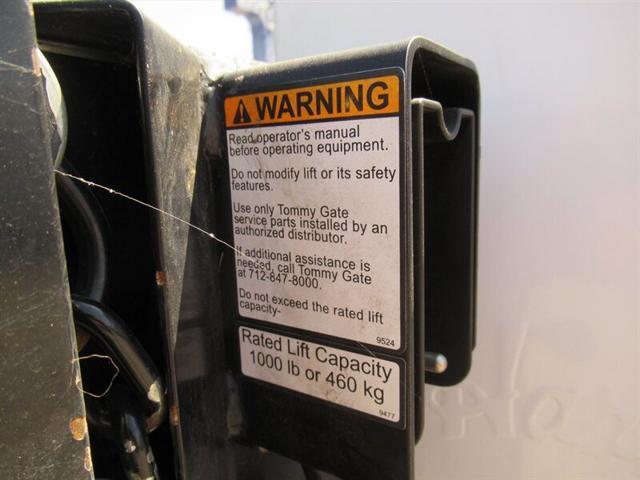 WARNING
Read operator's manual
before operating equipment.
Do not modify lift or its safety
features.
Use only Tommy Gate
service parts installed by an
authorized distributor.
If additional assistance is
needed, call Tommy Gate
at 712-847-8000.
Do not exceed the rated lift
capacity-
9524
Rated Lift Capacity
1000 lb or 460 kg
9477